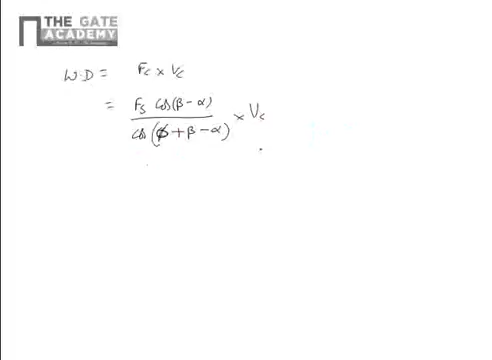 THE GATE
ACADEMY
W.D = Fc × Vc
= Fs cos(β − α) / cos(ϕ + β − α) × Vc